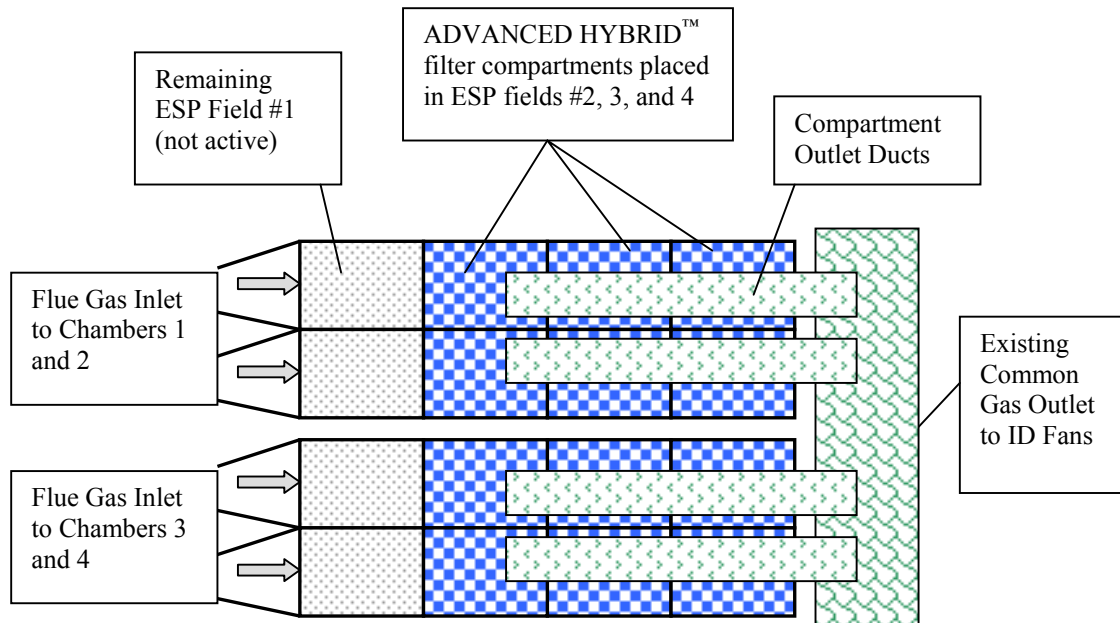 Remaining
ESP Field #1
(not active)
ADVANCED HYBRID™
filter compartments placed
in ESP fields #2, 3, and 4
Compartment
Outlet Ducts
Flue Gas Inlet
to Chambers 1
and 2
Existing
Common
Gas Outlet
to ID Fans
Flue Gas Inlet
to Chambers 3
and 4